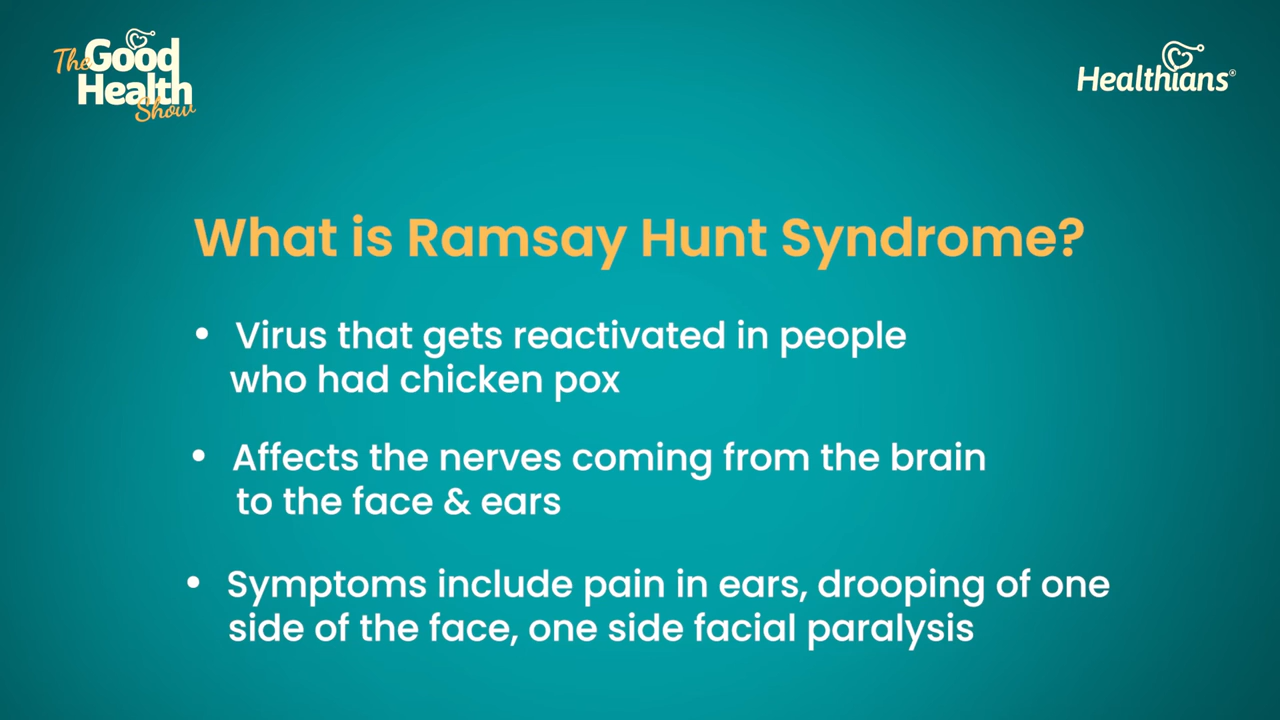 The Good
Health
Show
Healthians®
What is Ramsay Hunt Syndrome?
• Virus that gets reactivated in people
who had chicken pox
• Affects the nerves coming from the brain
to the face & ears
• Symptoms include pain in ears, drooping of one
side of the face, one side facial paralysis